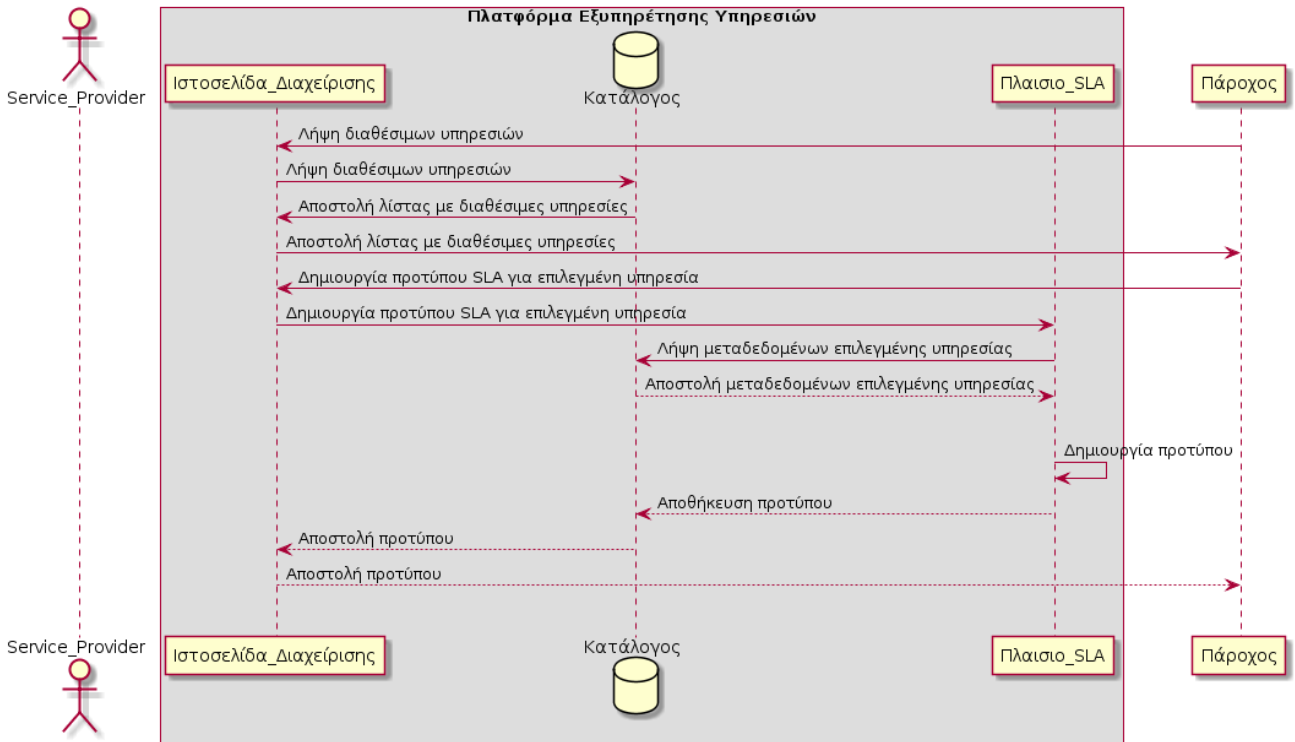 Πλατφόρμα Εξυπηρέτησης Υπηρεσιών
Service_Provider
Ιστοσελίδα_Διαχείρισης
Κατάλογος
Πλαισιο_SLA
Πάροχος
Λήψη διαθέσιμων υπηρεσιών
Λήψη διαθέσιμων υπηρεσιών
Αποστολή λίστας με διαθέσιμες υπηρεσίες
Αποστολή λίστας με διαθέσιμες υπηρεσίες
Δημιουργία προτύπου SLA για επιλεγμένη υπηρεσία
Δημιουργία προτύπου SLA για επιλεγμένη υπηρεσία
Λήψη μεταδεδομένων επιλεγμένης υπηρεσίας
Αποστολή μεταδεδομένων επιλεγμένης υπηρεσίας
Δημιουργία προτύπου
Αποθήκευση προτύπου
Αποστολή προτύπου
Αποστολή προτύπου
Service_Provider
Ιστοσελίδα_Διαχείρισης
Κατάλογος
Πλαισιο_SLA
Πάροχος